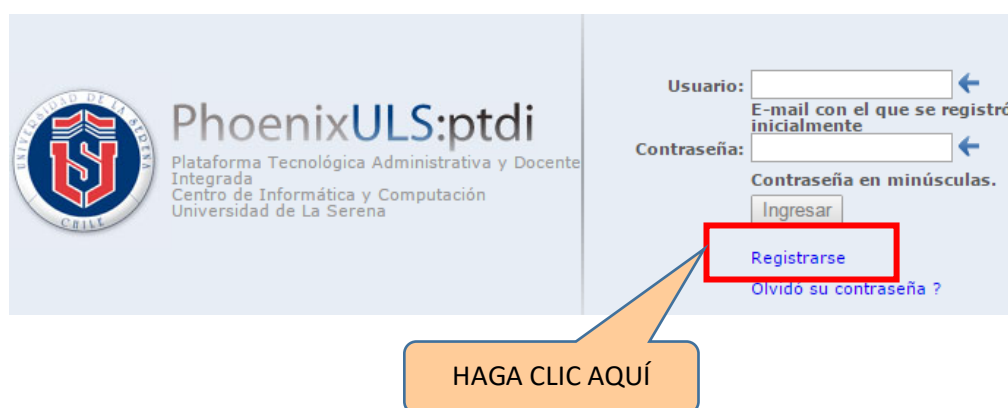 UNIVERSIDAD DE LA SERENA
CHILE
PhoenixULS:ptdi
Plataforma Tecnológica Administrativa y Docente
Integrada
Centro de Informática y Computación
Universidad de La Serena
Usuario:
E-mail con el que se registró
inicialmente
Contraseña:
Contraseña en minúsculas.
Ingresar
Registrarse
Olvidó su contraseña ?
HAGA CLIC AQUÍ